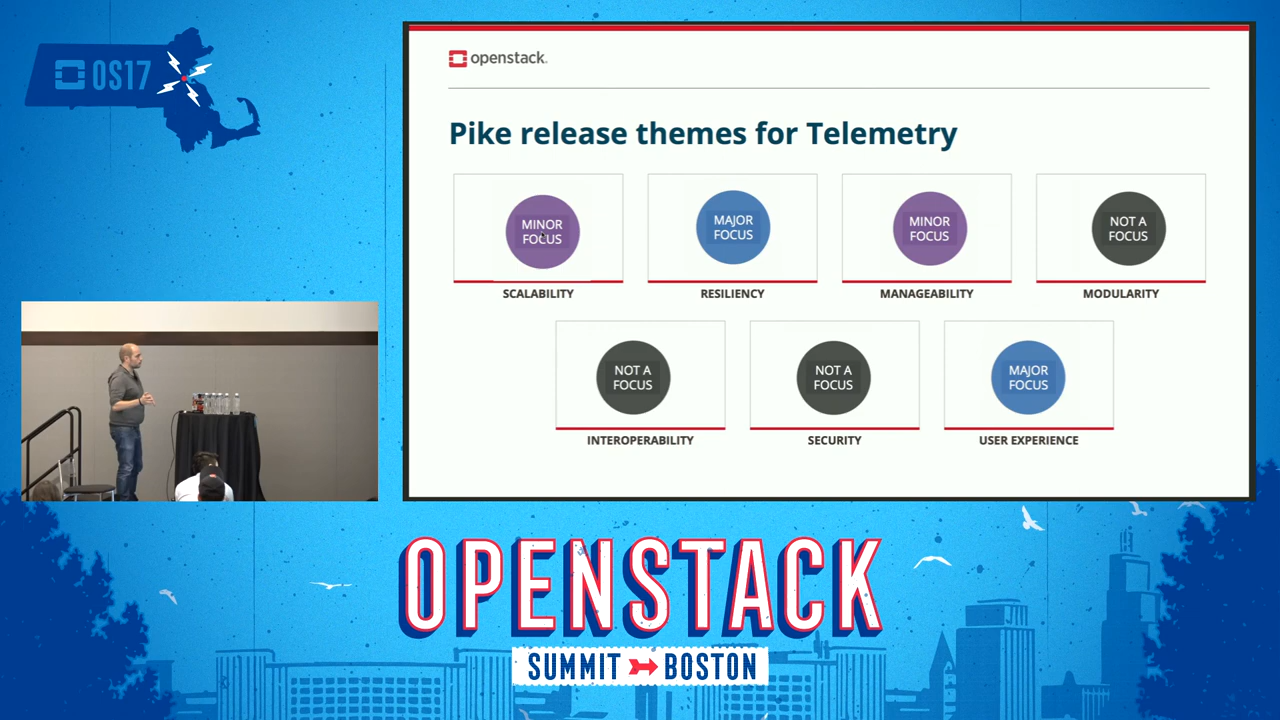 OS17
openstack.
Pike release themes for Telemetry
MINOR
FOCUS
MAJOR
FOCUS
MINOR
FOCUS
NOT A
FOCUS
SCALABILITY
RESILIENCY
MANAGEABILITY
MODULARITY
NOT A
FOCUS
NOT A
FOCUS
MAJOR
FOCUS
INTEROPERABILITY
SECURITY
USER EXPERIENCE
OPENSTACK
SUMMIT BOSTON